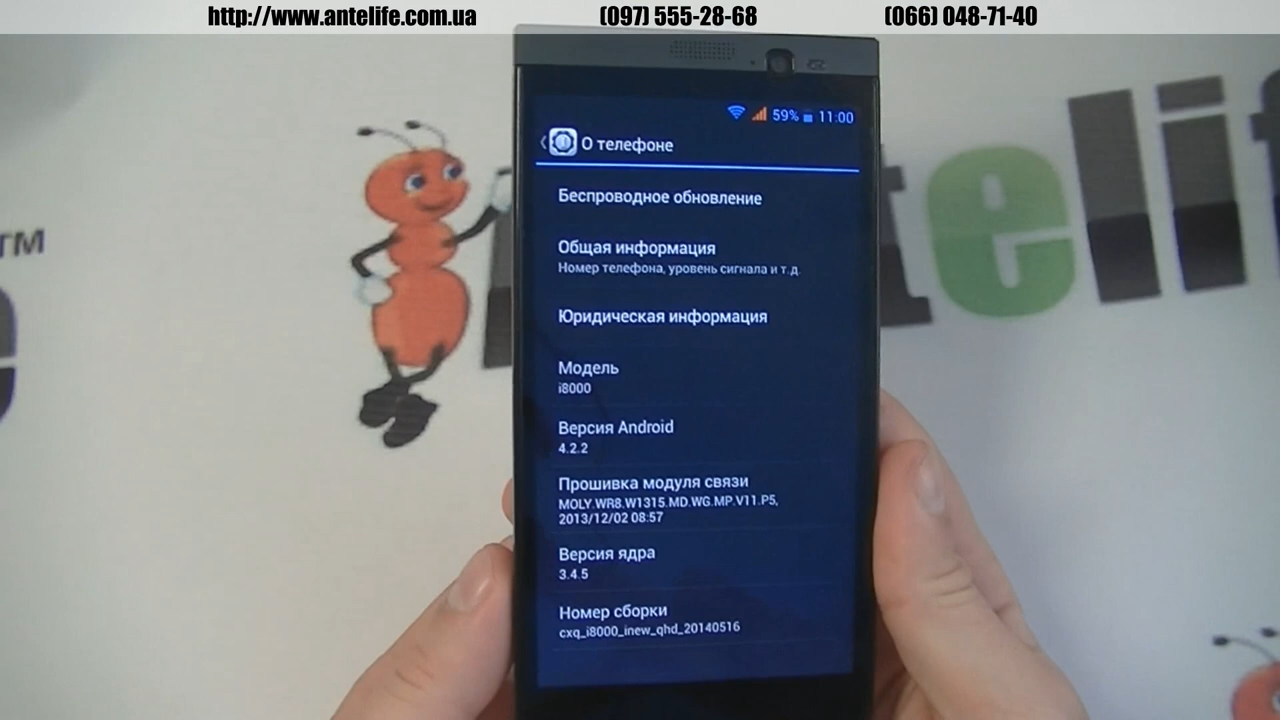 http://www.antelife.com.ua (097) 555-28-68 (066) 048-71-40
59% 11:00
О телефоне
Беспроводное обновление
Общая информация
Номер телефона, уровень сигнала и т.д.
Юридическая информация
Модель
i8000
Версия Android
4.2.2
Прошивка модуля связи
MOLY.WR8.W1315.MD.WG.MP.V11.P5,
2013/12/02 08:57
Версия ядра
3.4.5
Номер сборки
cxq_i8000_inew_qhd_20140516
TM
teli